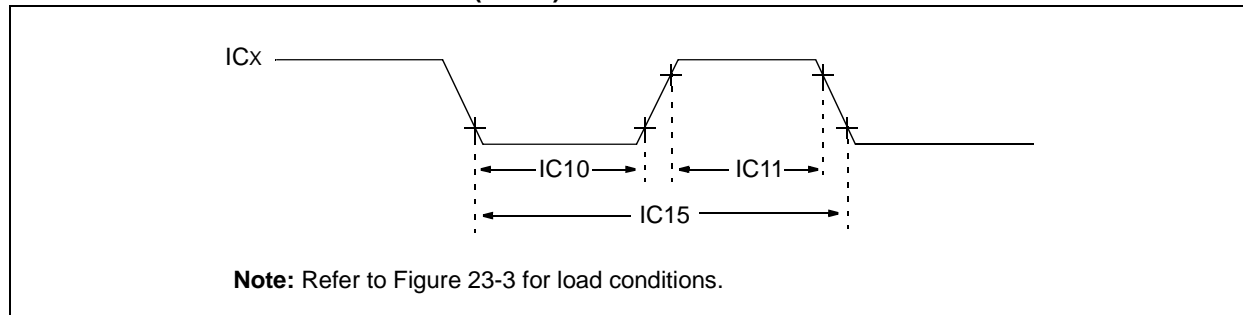 ICx
IC10
IC11
IC15
Note: Refer to Figure 23-3 for load conditions.